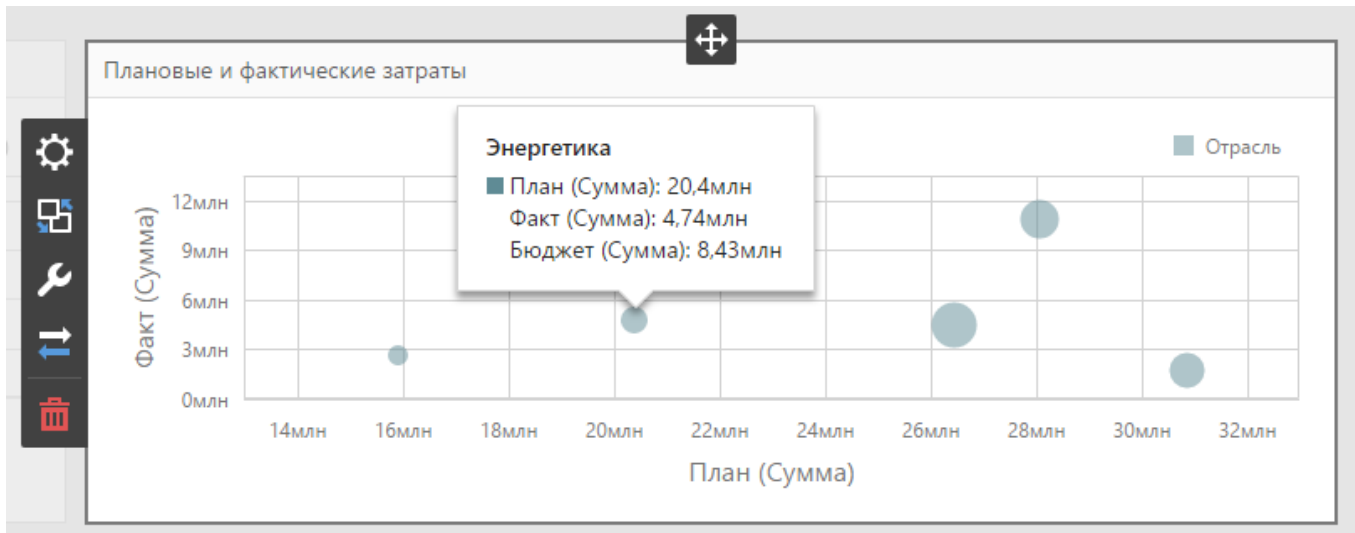 Плановые и фактические затраты
Энергетика
План (Сумма): 20,4млн
Факт (Сумма): 4,74млн
Бюджет (Сумма): 8,43млн
Отрасль
Факт (Сумма)
12млн
9млн
6млн
3млн
0млн
14млн 16млн 18млн 20млн 22млн 24млн 26млн 28млн 30млн 32млн
План (Сумма)